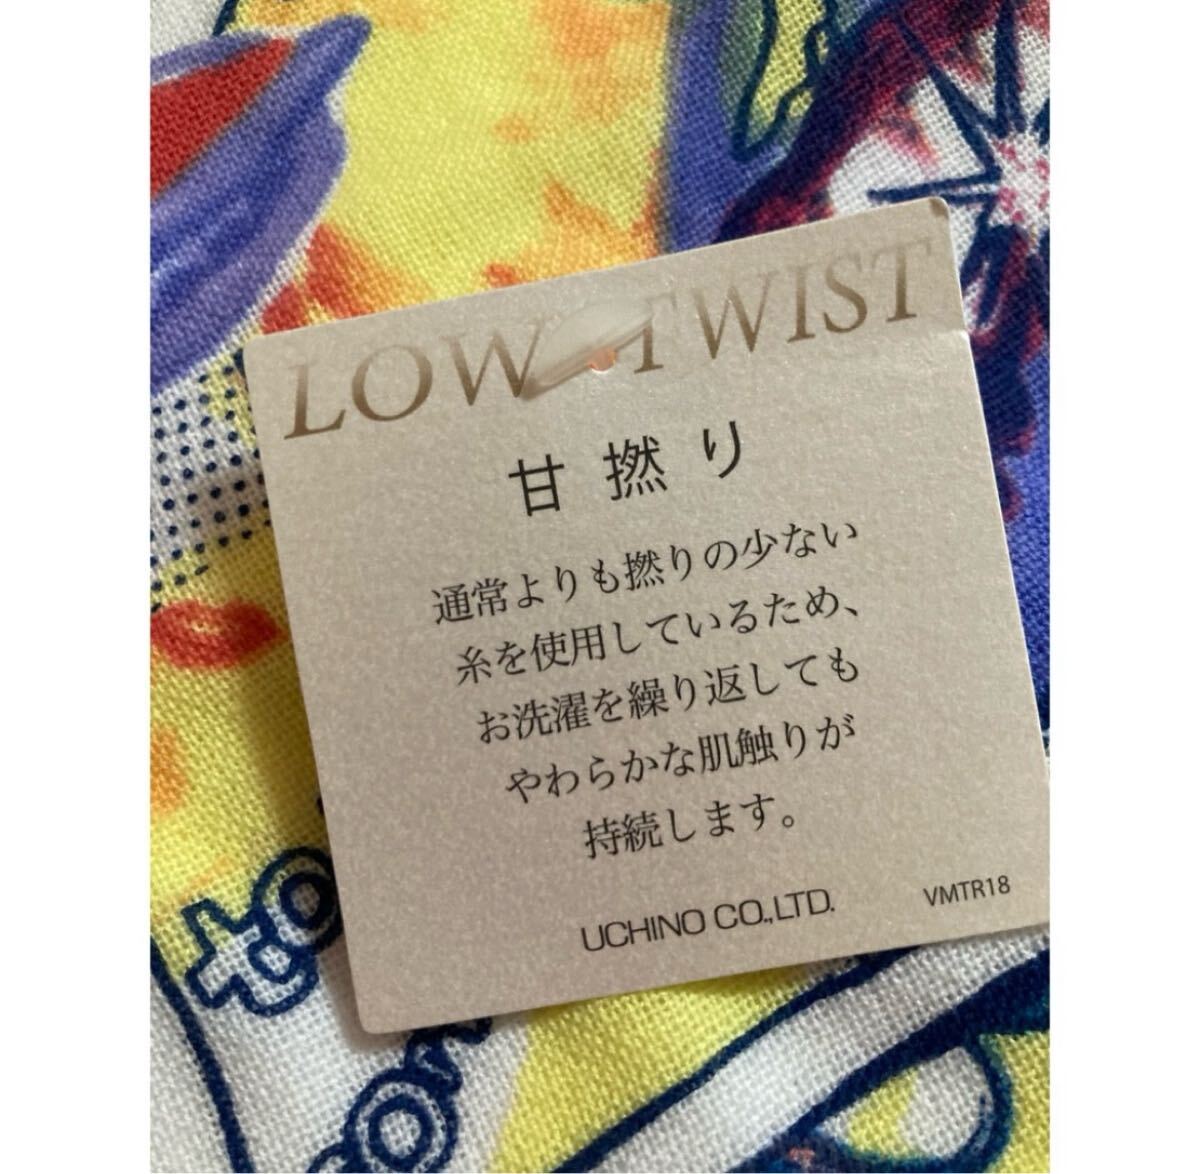 LOW TWIST
甘撚り
通常よりも撚りの少ない
糸を使用しているため、
お洗濯を繰り返しても
やわらかな肌触りが
持続します。
UCHINO CO.,LTD.
VMTR18
to
com